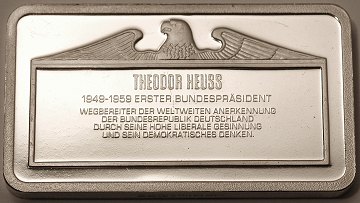 THEODOR HEUSS
1949-1959 ERSTER BUNDESPRÄSIDENT
WEGBEREITER DER WELTWEITEN ANERKENNUNG
DER BUNDESREPUBLIK DEUTSCHLAND
DURCH SEINE HOHE LIBERALE GESINNUNG
UND SEIN DEMOKRATISCHES DENKEN.